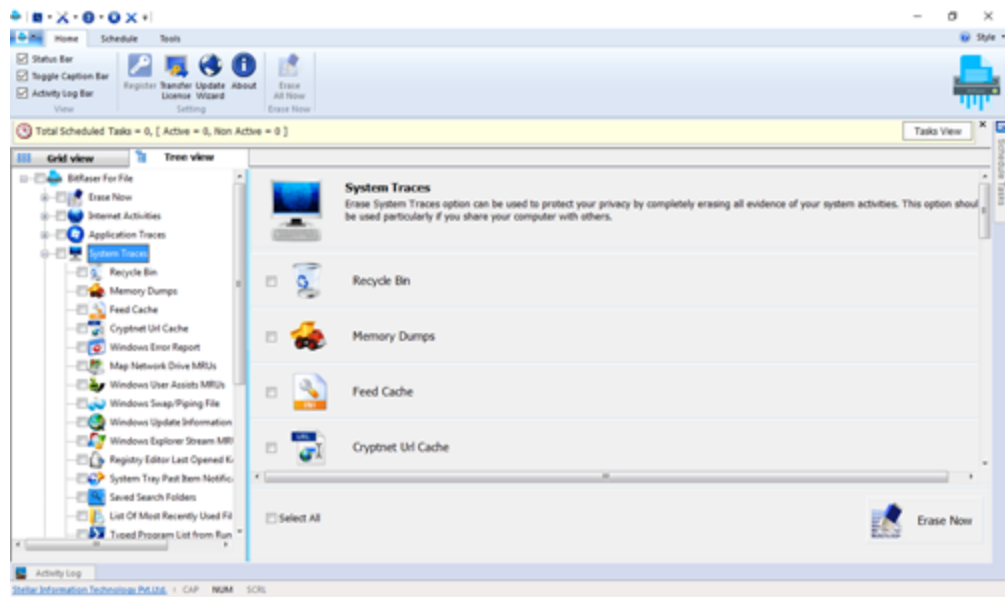 Home Schedule Tools
Style
Status Bar
Toggle Caption Bar
Activity Log Bar
View
Register Transfer License Update Wizard About
Setting
Erase All Now
Erase Now
Total Scheduled Tasks = 0, [ Active = 0, Non Active = 0 ]
Tasks View
Schedule Tasks
Grid view Tree view
BitRaser For File
Erase Now
Internet Activities
Application Traces
System Traces
Recycle Bin
Memory Dumps
Feed Cache
Cryptnet Url Cache
Windows Error Report
Map Network Drive MRUs
Windows User Assists MRUs
Windows Swap/Piping File
Windows Update Information
Windows Explorer Stream MRU
Registry Editor Last Opened K
System Tray Past Item Notific
Saved Search Folders
List Of Most Recently Used Fil
Typed Program List from Run
System Traces
Erase System Traces option can be used to protect your privacy by completely erasing all evidence of your system activities. This option shoul
be used particularly if you share your computer with others.
Recycle Bin
Memory Dumps
Feed Cache
URL
Cryptnet Url Cache
Select All
Erase Now
Activity Log
Stellar Information Technology Pvt.Ltd. CAP NUM SCRL